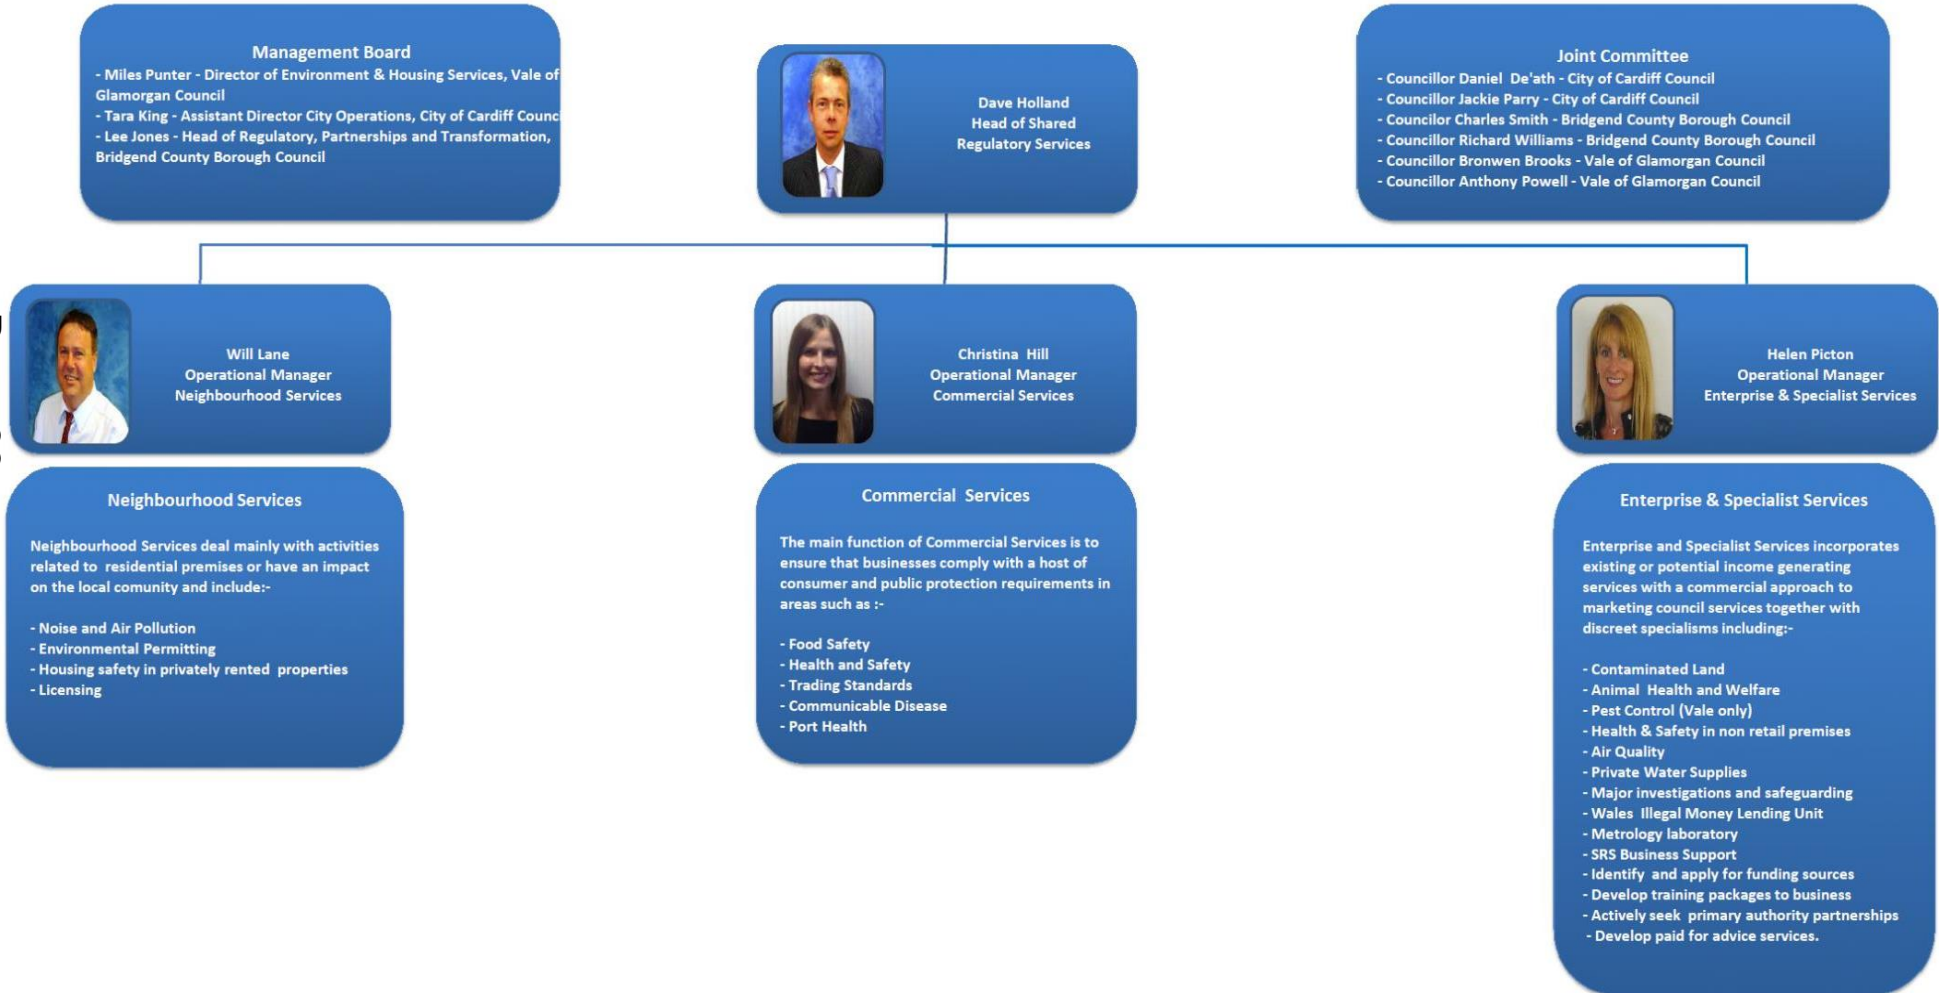 Management Board
- Miles Punter - Director of Environment & Housing Services, Vale of
Glamorgan Council
- Tara King - Assistant Director City Operations, City of Cardiff Counc
- Lee Jones - Head of Regulatory, Partnerships and Transformation,
Bridgend County Borough Council
Dave Holland
Head of Shared
Regulatory Services
Joint Committee
- Councillor Daniel De'ath - City of Cardiff Council
- Councillor Jackie Parry - City of Cardiff Council
- Councilor Charles Smith - Bridgend County Borough Council
- Councillor Richard Williams - Bridgend County Borough Council
- Councillor Bronwen Brooks - Vale of Glamorgan Council
- Councillor Anthony Powell - Vale of Glamorgan Council
Will Lane
Operational Manager
Neighbourhood Services
Christina Hill
Operational Manager
Commercial Services
Helen Picton
Operational Manager
Enterprise & Specialist Services
Neighbourhood Services
Neighbourhood Services deal mainly with activities
related to residential premises or have an impact
on the local comunity and include:-
- Noise and Air Pollution
- Environmental Permitting
- Housing safety in privately rented properties
- Licensing
Commercial Services
The main function of Commercial Services is to
ensure that businesses comply with a host of
consumer and public protection requirements in
areas such as :-
- Food Safety
- Health and Safety
- Trading Standards
- Communicable Disease
- Port Health
Enterprise & Specialist Services
Enterprise and Specialist Services incorporates
existing or potential income generating
services with a commercial approach to
marketing council services together with
discreet specialisms including:-
- Contaminated Land
- Animal Health and Welfare
- Pest Control (Vale only)
- Health & Safety in non retail premises
- Air Quality
- Private Water Supplies
- Major investigations and safeguarding
- Wales Illegal Money Lending Unit
- Metrology laboratory
- SRS Business Support
- Identify and apply for funding sources
- Develop training packages to business
- Actively seek primary authority partnerships
- Develop paid for advice services.